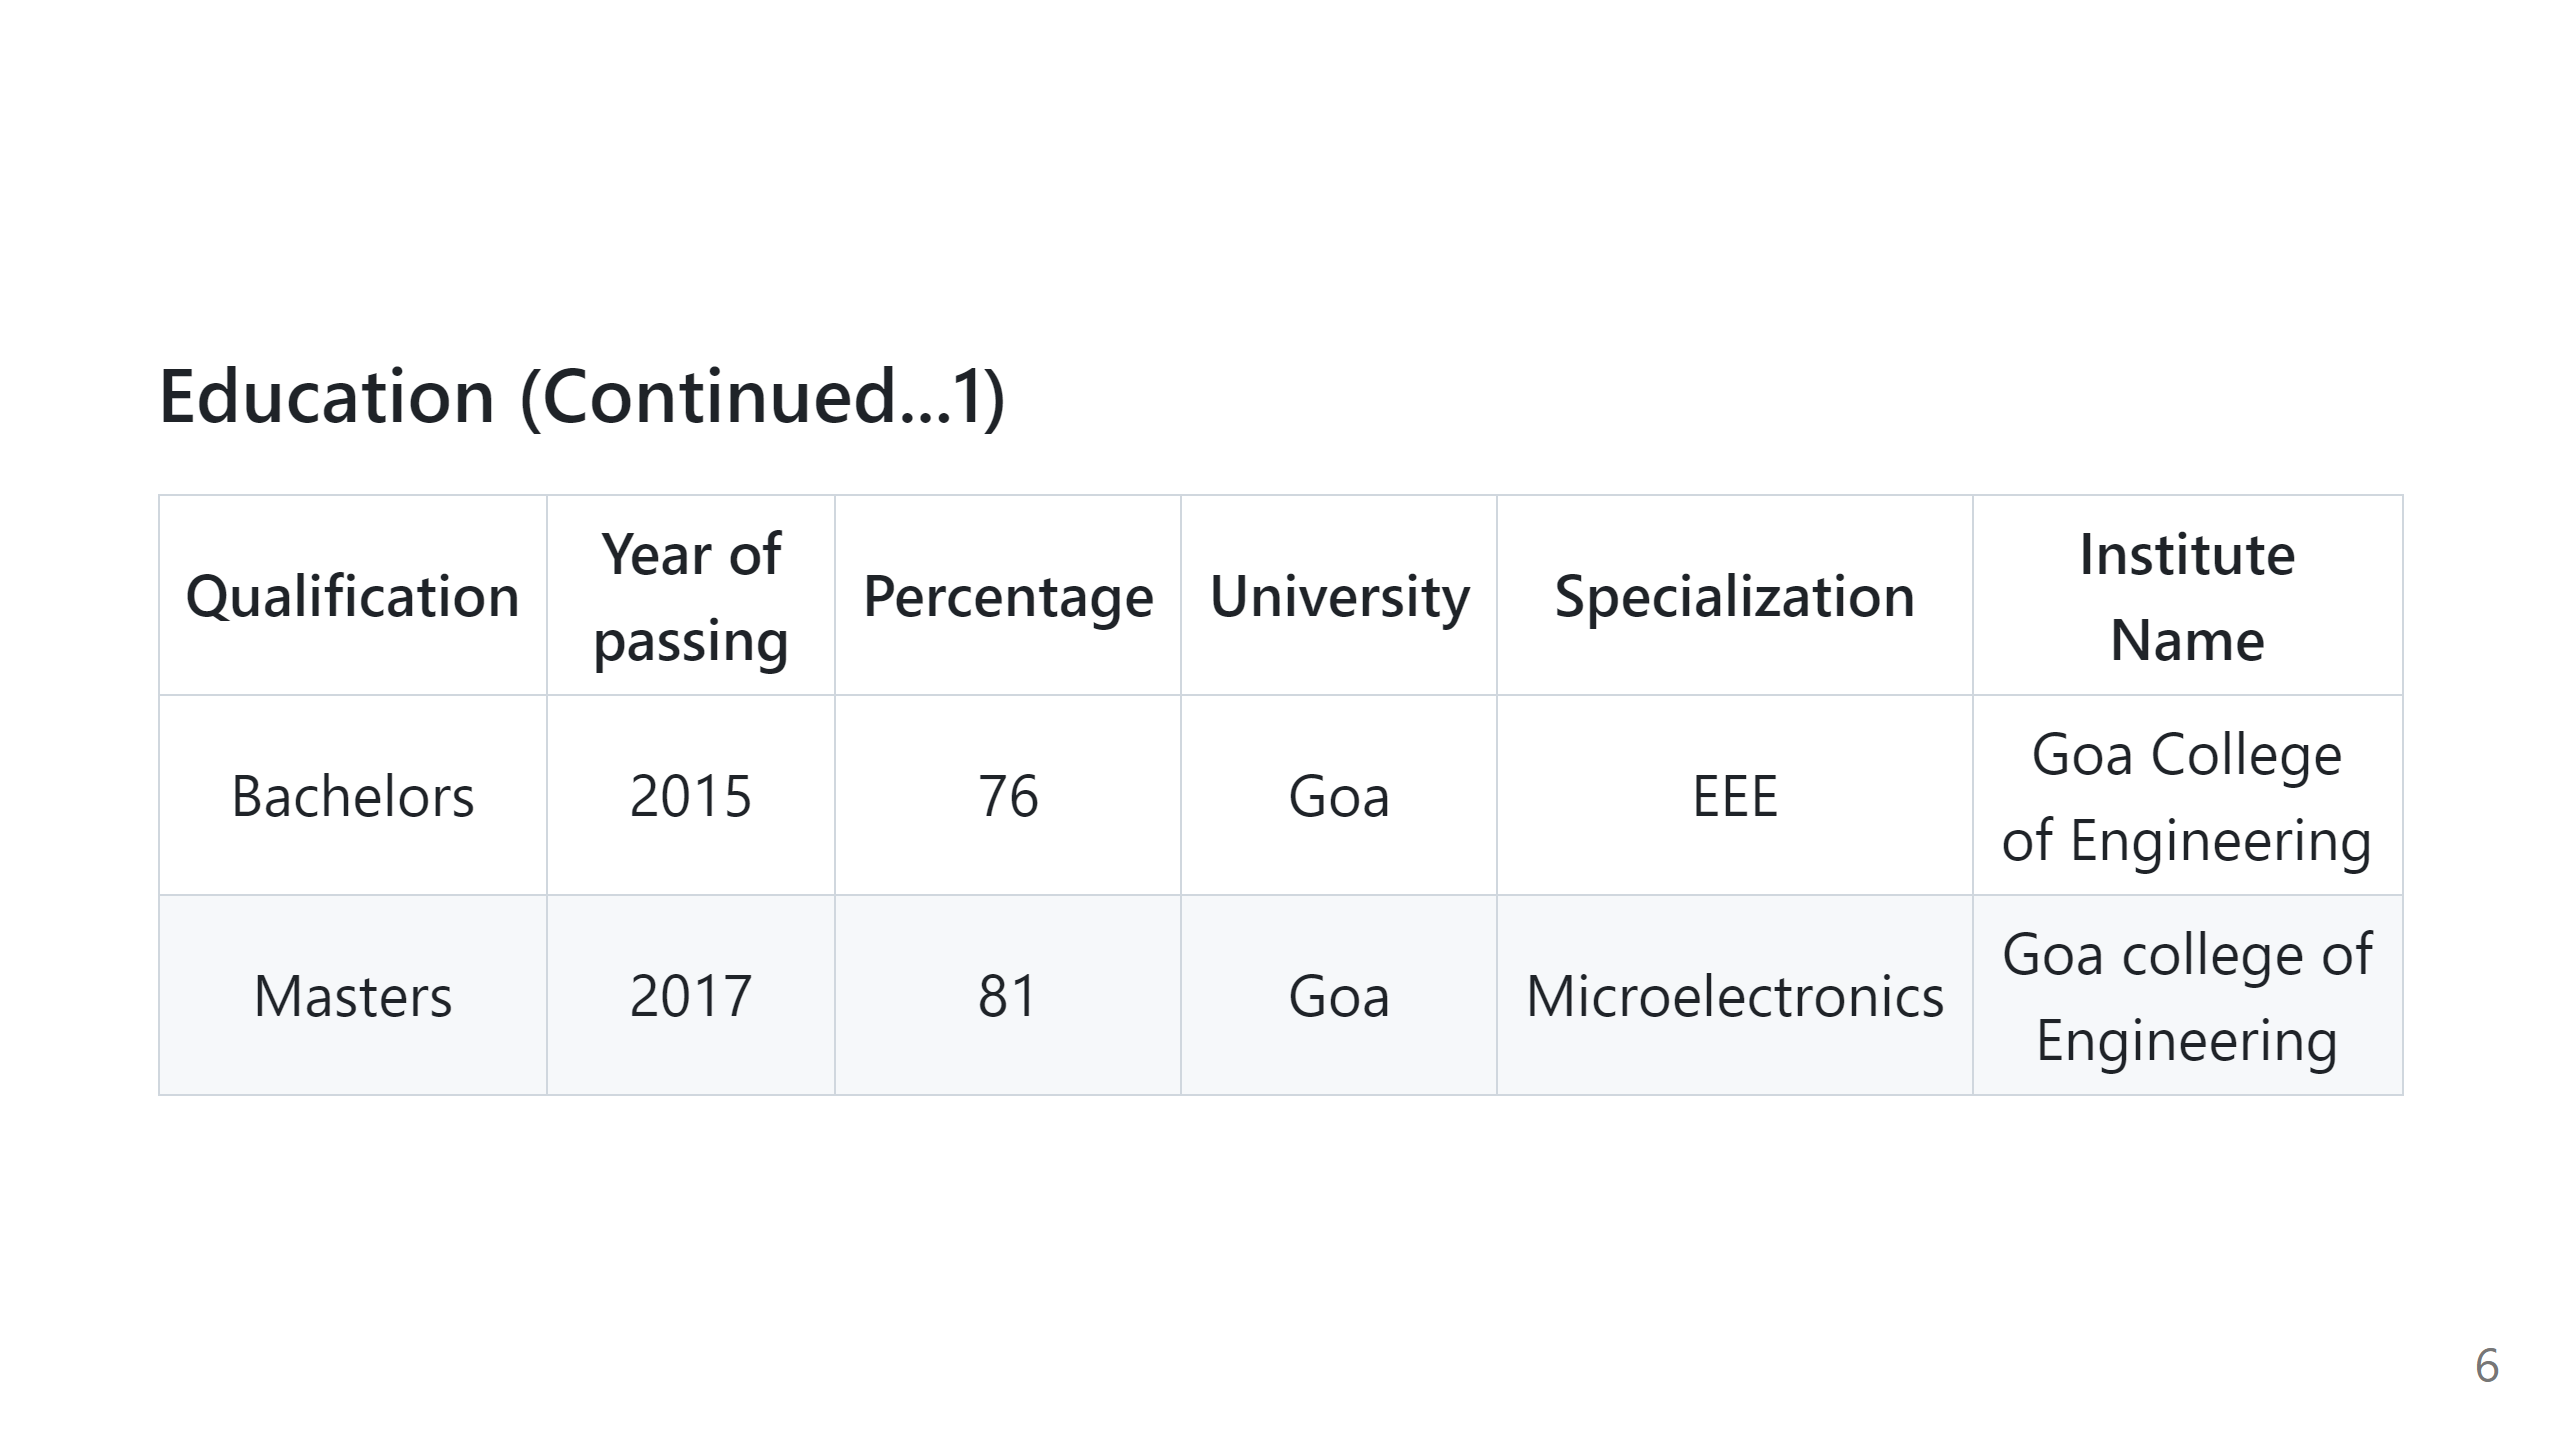 Education (Continued...1)
Qualification Year of passing Percentage University Specialization Institute Name
Bachelors 2015 76 Goa EEE Goa College of Engineering
Masters 2017 81 Goa Microelectronics Goa college of Engineering
6